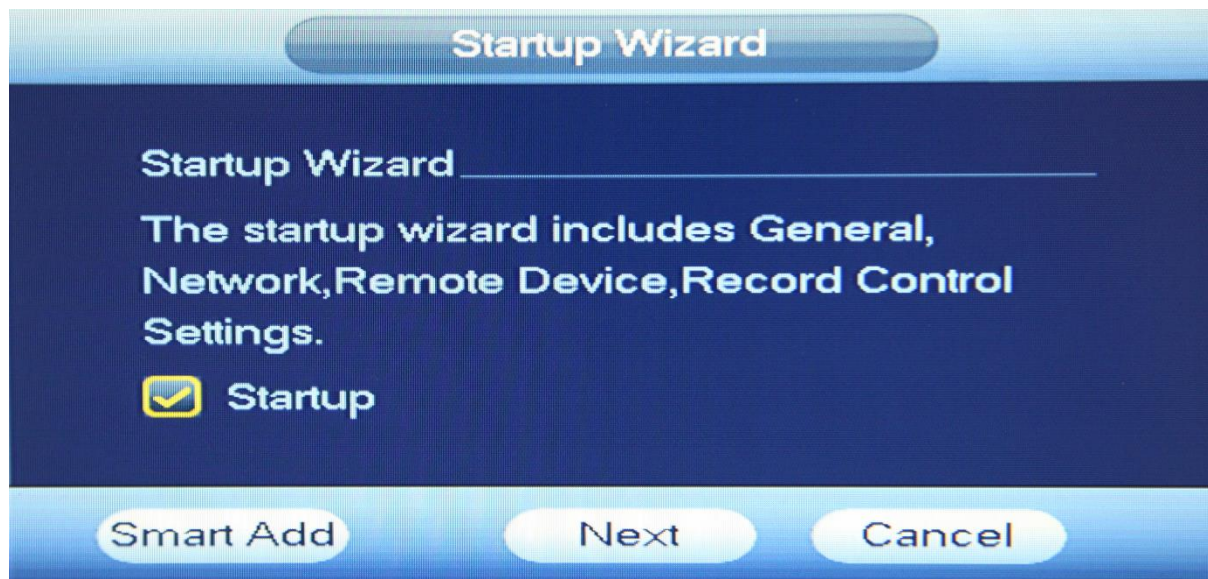 Startup Wizard
Startup Wizard
The startup wizard includes General,
Network,Remote Device,Record Control
Settings.
Startup
Smart Add Next Cancel